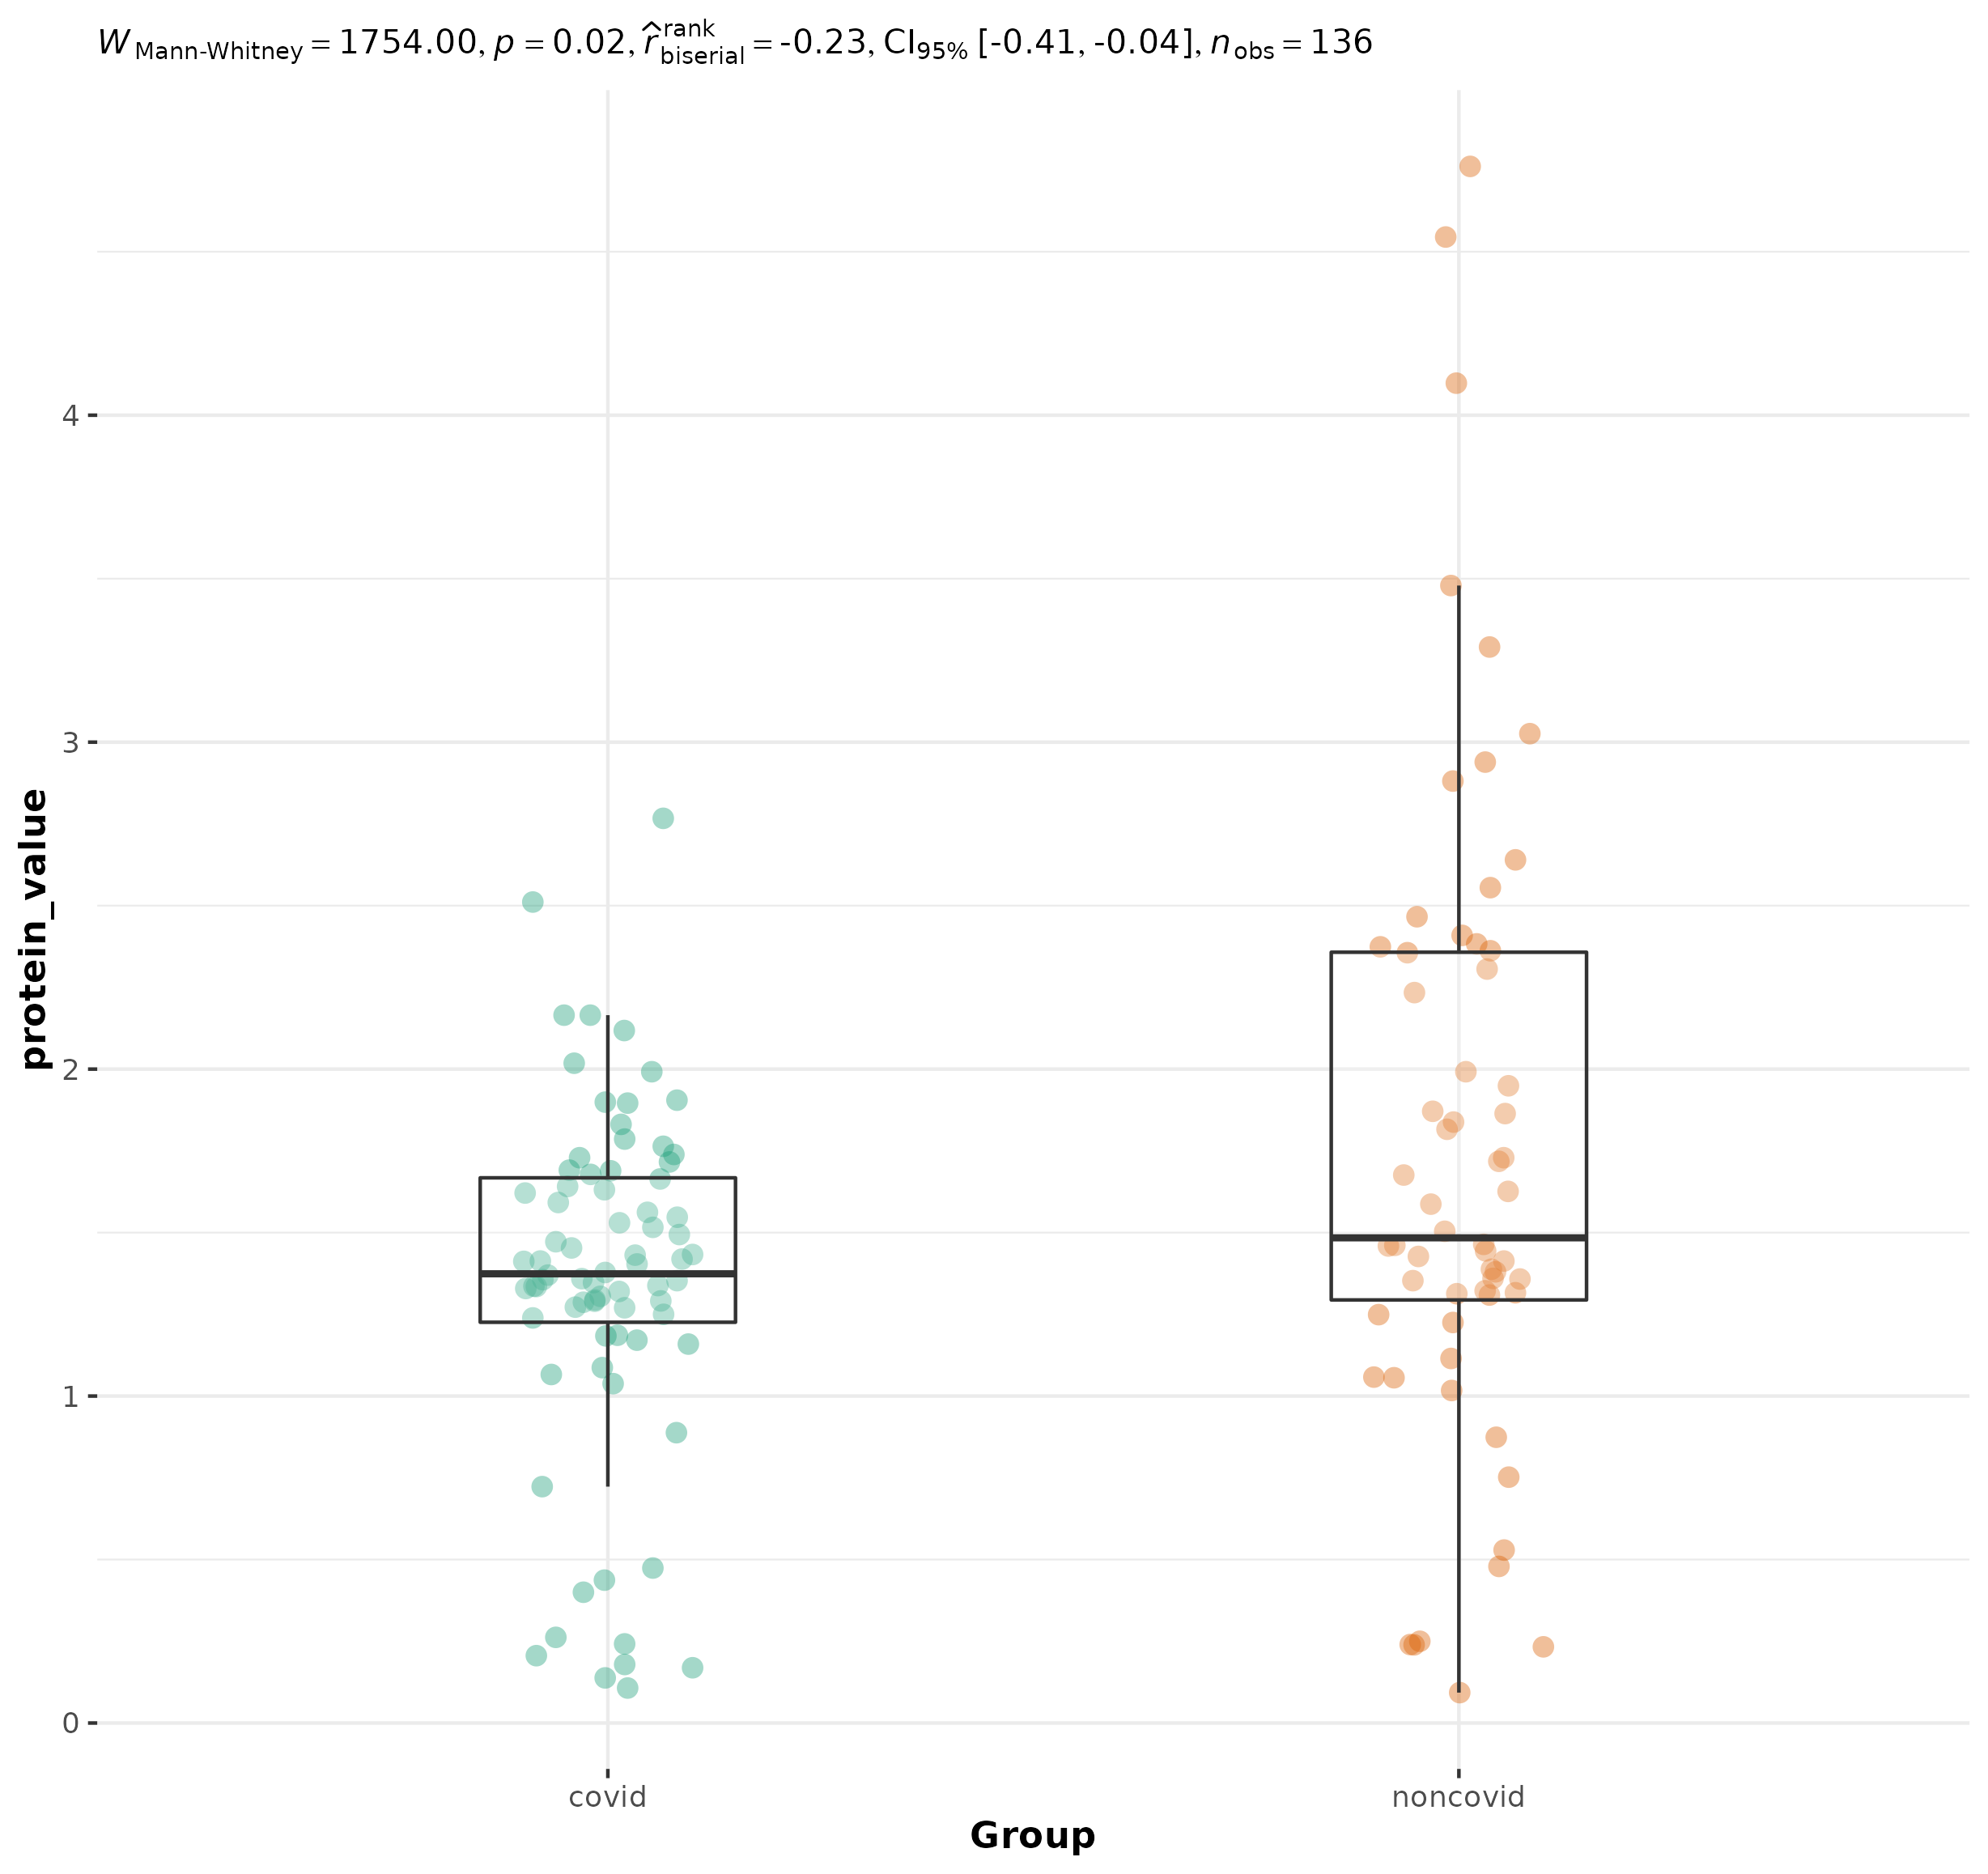 W Mann-Whitney = 1754.00, p = 0.02, r̂ rank biserial = -0.23, CI95% [-0.41, -0.04], nobs = 136
4
3
2
1
0
protein_value
covid noncovid
Group